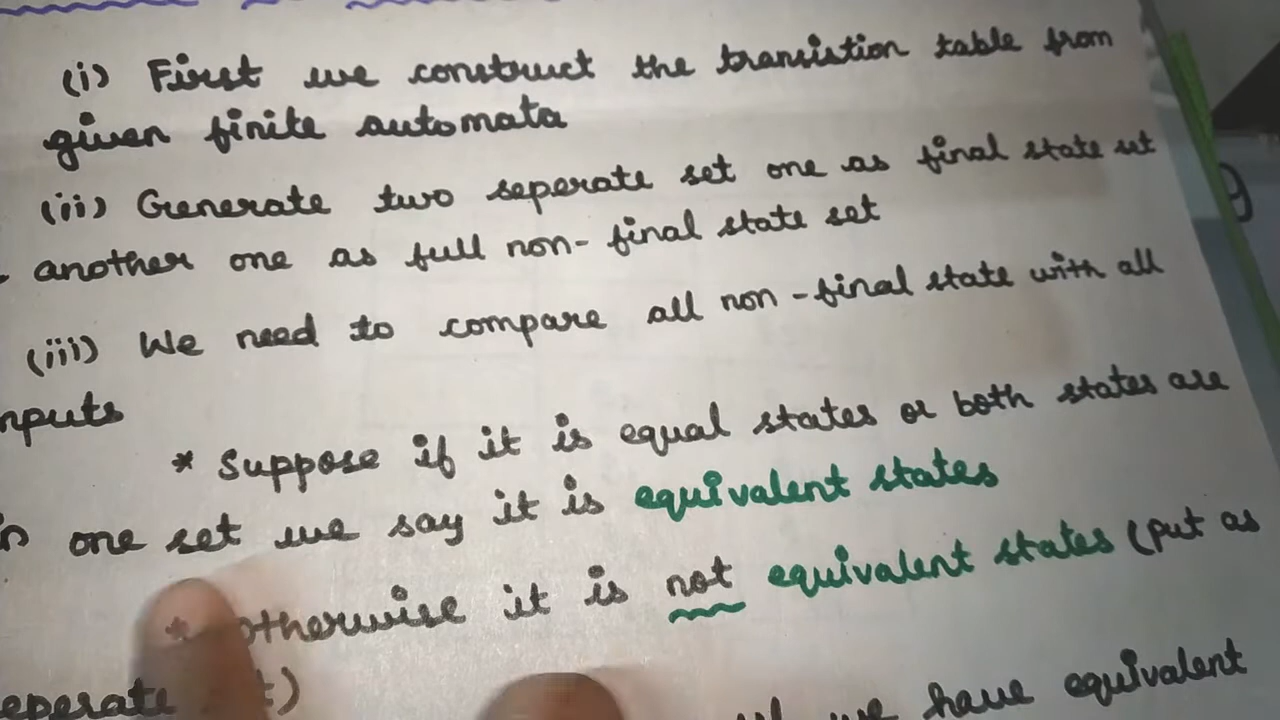 (i) First we construct the transistion table from
given finite automata
(ii) Generate two seperate set one as final state set
another one as full non-final state set
(iii) We need to compare all non-final state with all
nputs
* Suppose if it is equal states or both states are
in one set we say it is equivalent states
* otherwise it is not equivalent states (put as
eperate
we have equivalent